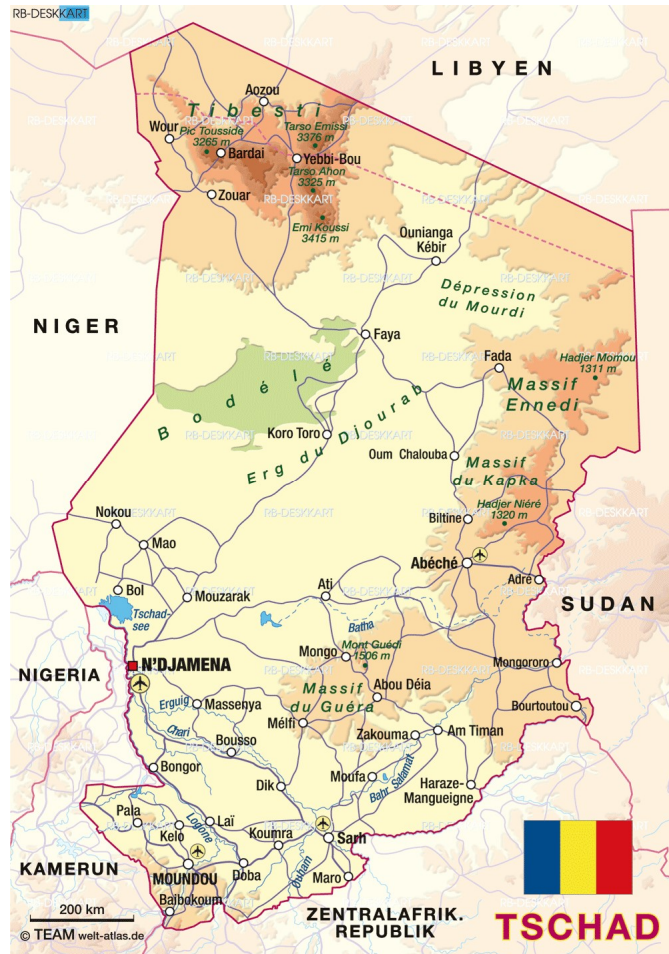 RB-DESKKART
LIBYEN
Aozou
Tibesti
Wour
Pic Tousside
3265 m
Tarso Emissi
3376 m
Bardai
Yebbi-Bou
Tarso Ahon
3325 m
Zouar
Emi Koussi
3415 m
Ounianga
Kébir
Dépression
du Mourdi
NIGER
Faya
Fada
Hadjer Momou
1311 m
Massif
Ennedi
Bodélé
Erg du Djourab
Koro Toro
Oum Chalouba
Massif
du Kapka
Hadjer Niéré
1320 m
Biltine
Nokou
Mao
Abéché
Adré
Bol
Mouzarak
Ati
SUDAN
Tschad-
see
Batha
Mongo
Mont Guédi
1506 m
Mongororo
N'DJAMENA
NIGERIA
Massif
du Guéra
Abou Déia
Bourtoutou
Erguig
Massenya
Mélfi
Zakouma
Am Timan
Chari
Bousso
Bongor
Dik
Moufa
Bahr Salamat
Haraze-
Mangueigne
Pala
Kelo
Logone
Laï
Koumra
Sarh
KAMERUN
MOUNDOU
Doba
Ouham
Maro
Baibokoum
200 km
ZENTRALAFRIK.
REPUBLIK
TSCHAD
© TEAM welt-atlas.de